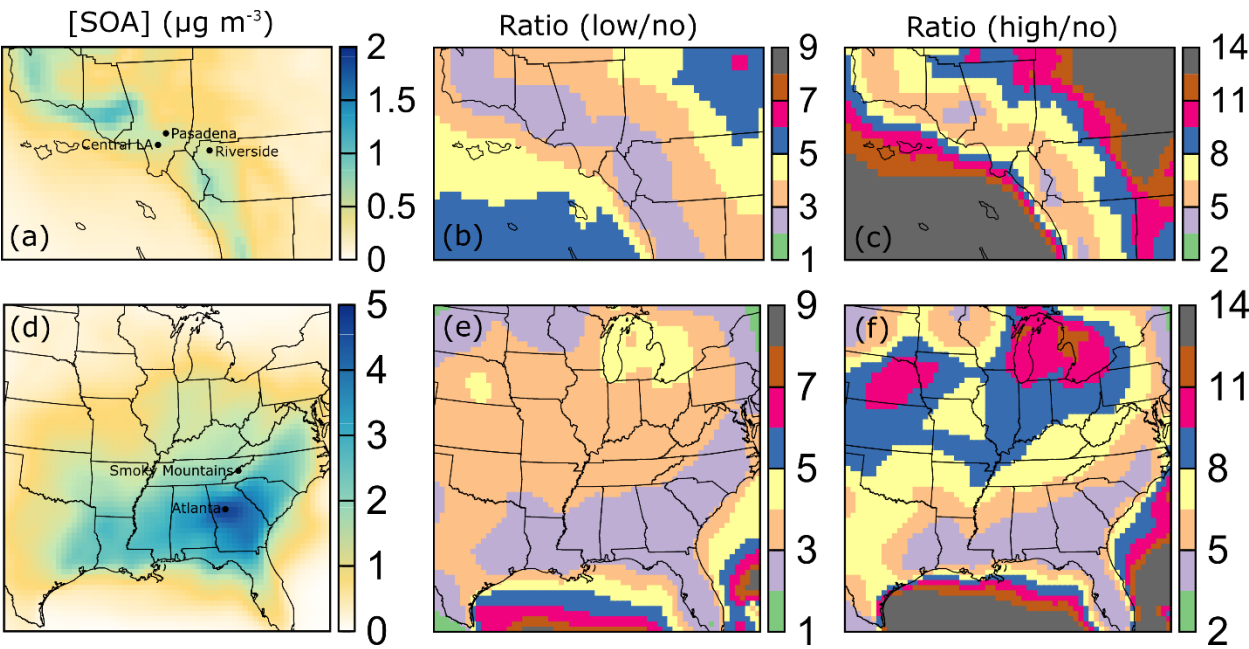 [SOA] (µg m⁻³)
Ratio (low/no)
Ratio (high/no)
2
1.5
1
0.5
0
Pasadena
Central LA
Riverside
(a)
9
7
5
3
1
(b)
14
11
8
5
2
(c)
(d)
5
4
3
2
1
0
Smoky Mountains
Atlanta
(e)
9
7
5
3
1
(f)
14
11
8
5
2